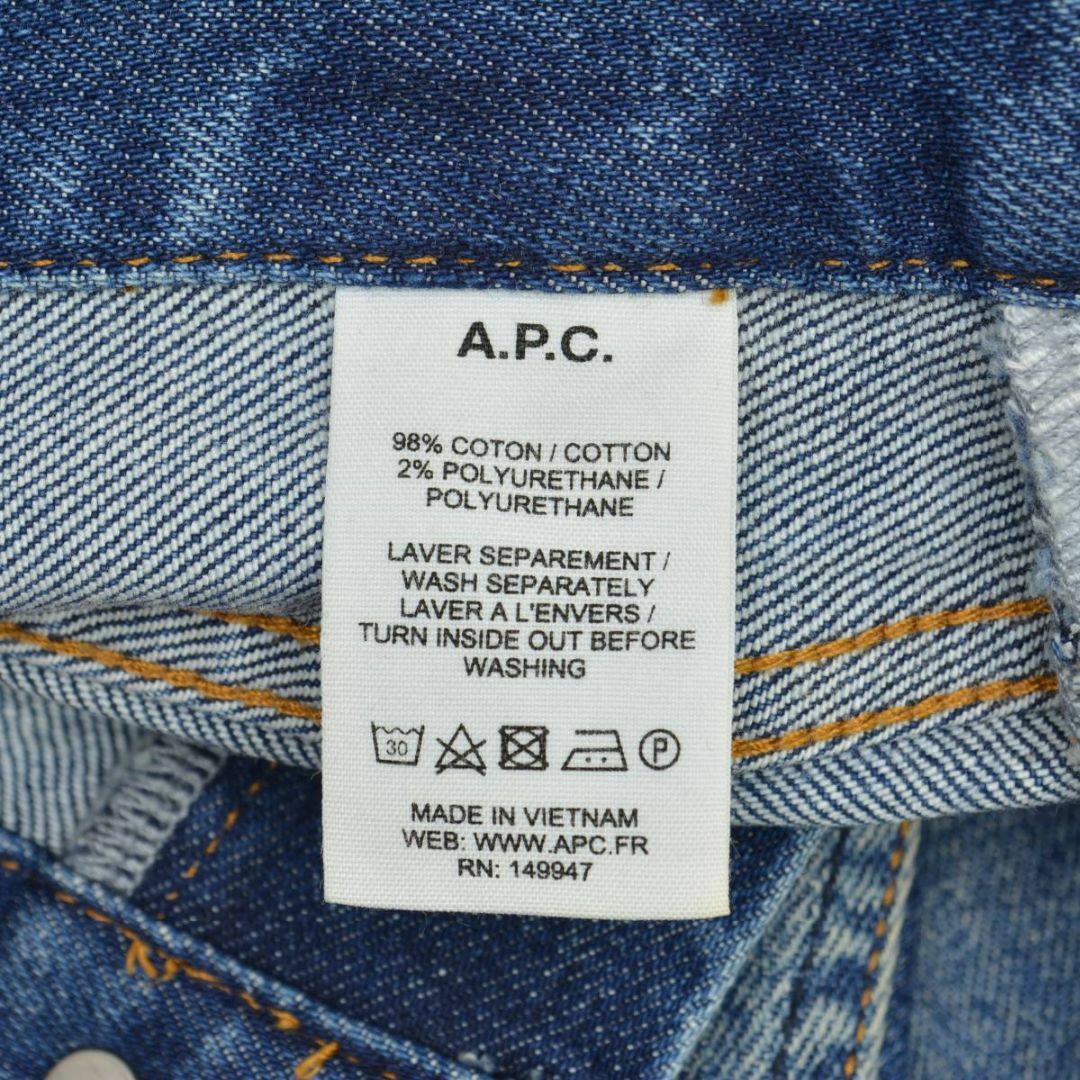 A.P.C.
98% COTON / COTTON
2% POLYURETHANE /
POLYURETHANE
LAVER SEPAREMENT /
WASH SEPARATELY
LAVER A L'ENVERS /
TURN INSIDE OUT BEFORE
WASHING
30 P
MADE IN VIETNAM
WEB: WWW.APC.FR
RN: 149947